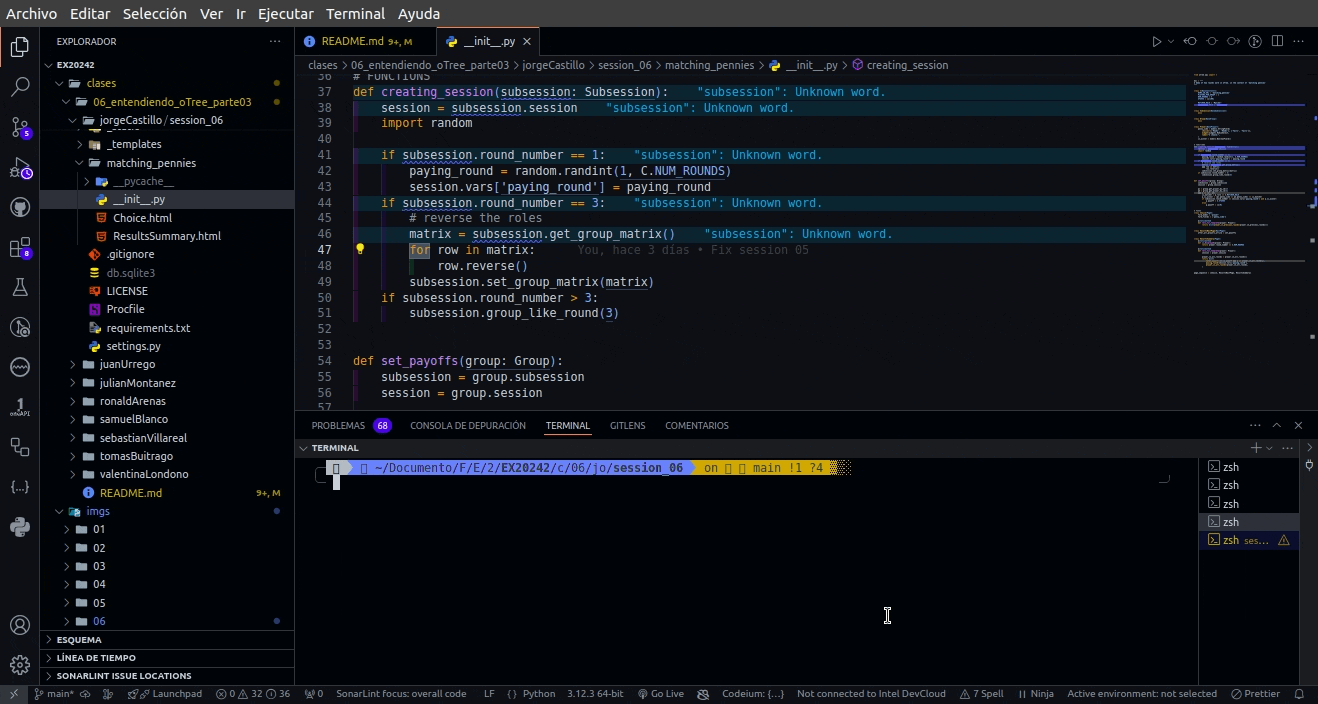 Archivo Editar Selección Ver Ir Ejecutar Terminal Ayuda
EXPLORADOR
EX20242
clases
06_entendiendo_oTree_parte03
jorgeCastillo / session_06
_static
_templates
matching_pennies
__pycache__
__init__.py
Choice.html
ResultsSummary.html
.gitignore
db.sqlite3
LICENSE
Procfile
requirements.txt
settings.py
juanUrrego
julianMontanez
ronaldArenas
samuelBlanco
sebastianVillareal
tomasBuitrago
valentinaLondono
README.md 9+, M
imgs
01
02
03
04
05
06
ESQUEMA
LÍNEA DE TIEMPO
SONARLINT ISSUE LOCATIONS
5
8
1
oneAPI
README.md 9+, M
__init__.py
clases > 06_entendiendo_oTree_parte03 > jorgeCastillo > session_06 > matching_pennies > __init__.py > creating_session
36 # FUNCTIONS
37 def creating_session(subsession: Subsession): "subsession": Unknown word.
38 session = subsession.session "subsession": Unknown word.
39 import random
40
41 if subsession.round_number == 1: "subsession": Unknown word.
42 paying_round = random.randint(1, C.NUM_ROUNDS)
43 session.vars['paying_round'] = paying_round
44 if subsession.round_number == 3: "subsession": Unknown word.
45 # reverse the roles
46 matrix = subsession.get_group_matrix() "subsession": Unknown word.
47 for row in matrix: You, hace 3 días • Fix session 05
48 row.reverse()
49 subsession.set_group_matrix(matrix)
50 if subsession.round_number > 3:
51 subsession.group_like_round(3)
52
53
54 def set_payoffs(group: Group):
55 subsession = group.subsession
56 session = group.session
57
PROBLEMAS 68 CONSOLA DE DEPURACIÓN TERMINAL GITLENS COMENTARIOS
TERMINAL
~/Documento/F/E/2/EX20242/c/06/jo/session_06 on main !1 ?4
zsh
zsh
zsh
zsh
zsh ses...
main* Launchpad 0 32 36 0 SonarLint focus: overall code LF {} Python 3.12.3 64-bit Go Live Codeium: {...} Not connected to Intel DevCloud 7 Spell Ninja Active environment: not selected Prettier